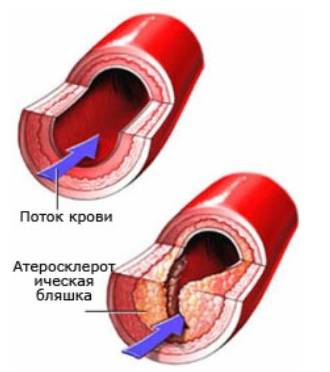 Поток крови
Атеросклерот
ическая
бляшка